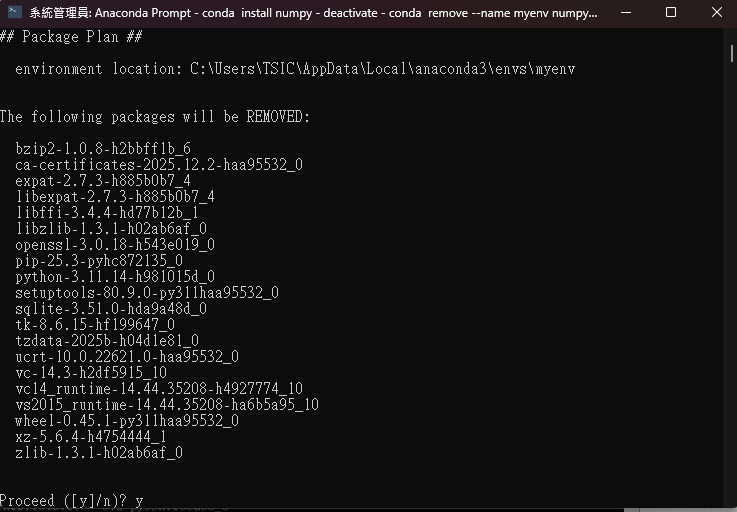 系統管理員: Anaconda Prompt - conda  install numpy - deactivate - conda  remove --name myenv numpy...
## Package Plan ##
environment location: C:\Users\TSIC\AppData\Local\anaconda3\envs\myenv
The following packages will be REMOVED:
bzip2-1.0.8-h2bbff1b_6
ca-certificates-2025.12.2-haa95532_0
expat-2.7.3-h885b0b7_4
libexpat-2.7.3-h885b0b7_4
libffi-3.4.4-hd77b12b_1
libzlib-1.3.1-h02ab6af_0
openssl-3.0.18-h543e019_0
pip-25.3-pyhc872135_0
python-3.11.14-h981015d_0
setuptools-80.9.0-py311haa95532_0
sqlite-3.51.0-hda9a48d_0
tk-8.6.15-hf199647_0
tzdata-2025b-h04d1e81_0
ucrt-10.0.22621.0-haa95532_0
vc-14.3-h2df5915_10
vc14_runtime-14.44.35208-h4927774_10
vs2015_runtime-14.44.35208-ha6b5a95_10
wheel-0.45.1-py311haa95532_0
xz-5.6.4-h4754444_1
zlib-1.3.1-h02ab6af_0
Proceed ([y]/n)? y